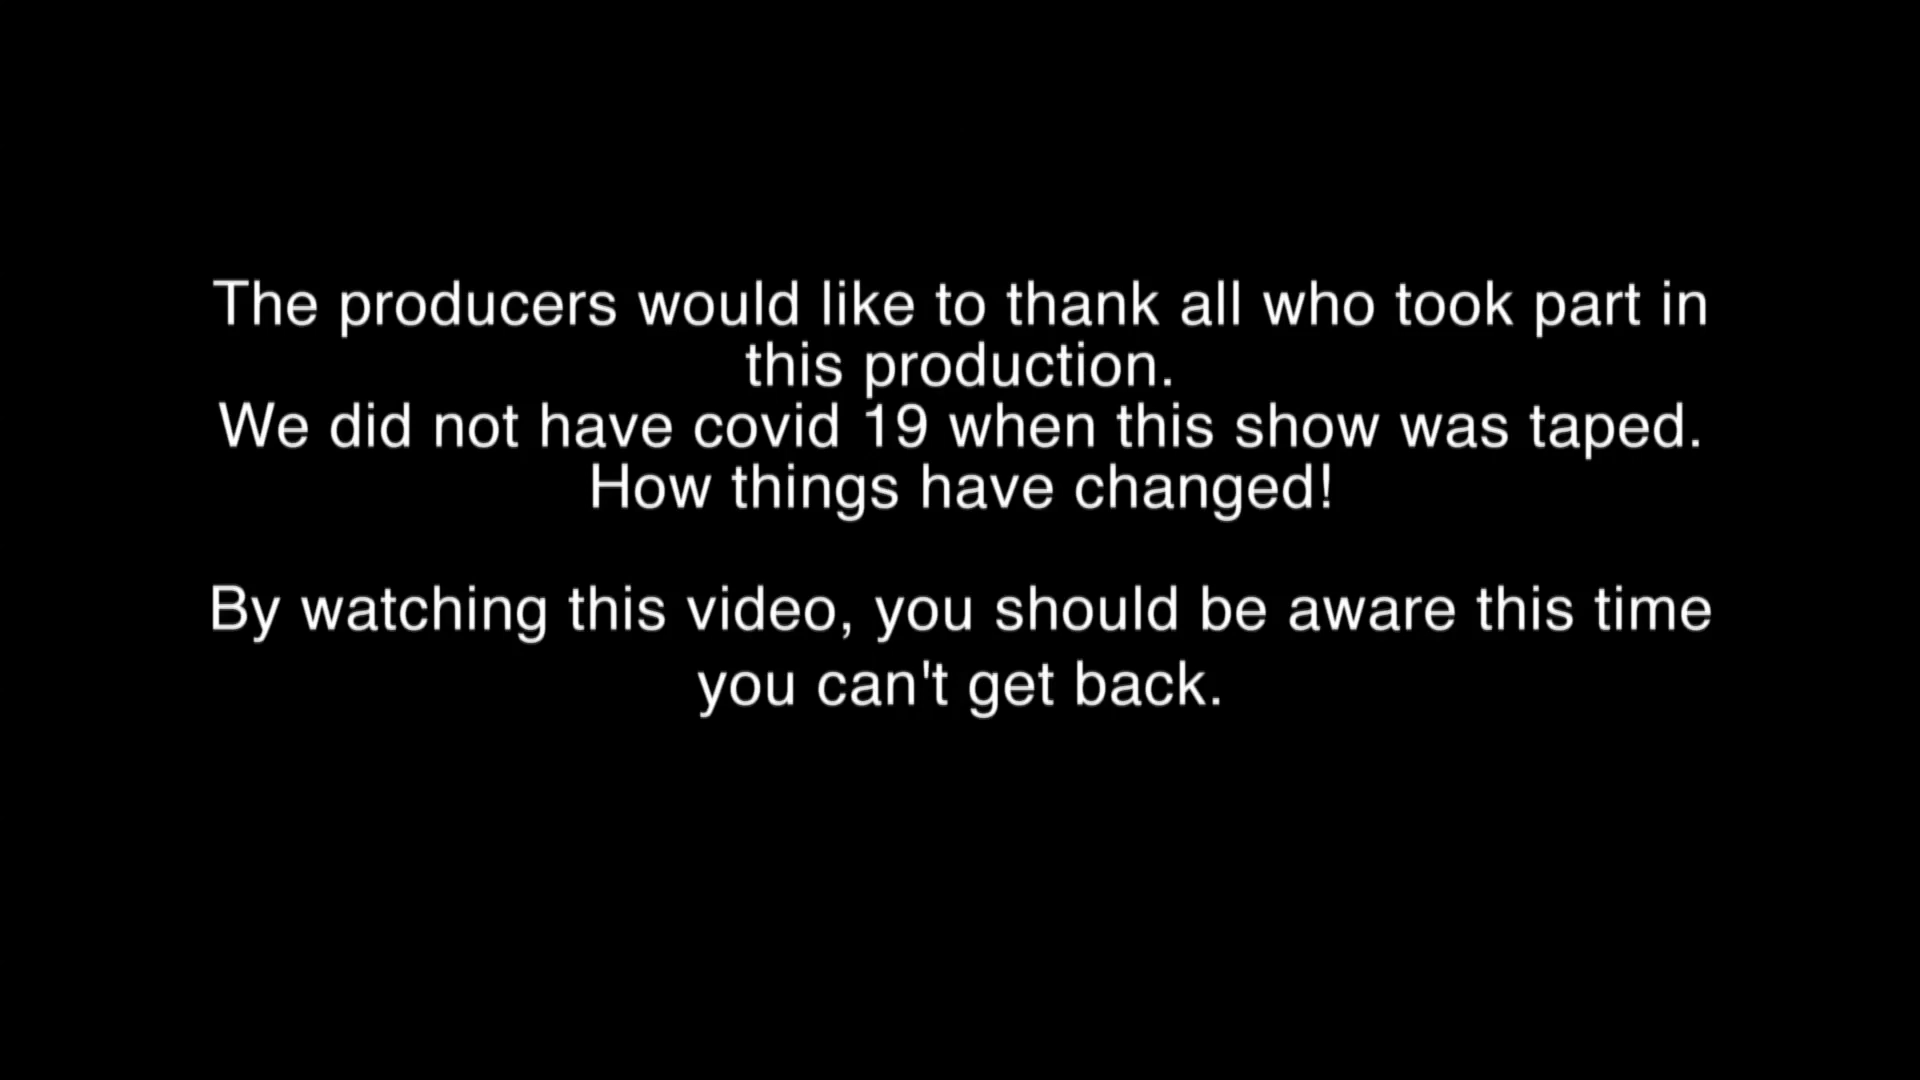 The producers would like to thank all who took part in
this production.
We did not have covid 19 when this show was taped.
How things have changed!
By watching this video, you should be aware this time
you can't get back.